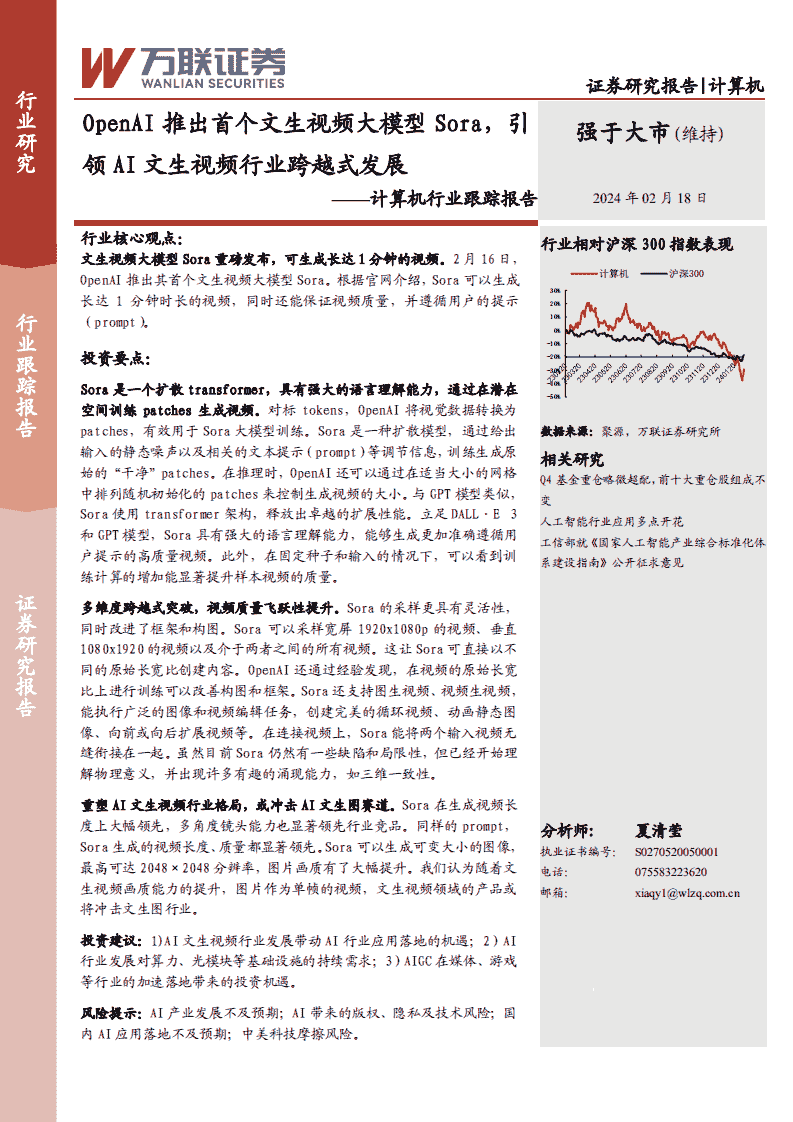 行业研究
行业跟踪报告
证券研究报告
万联证券
WANLIAN SECURITIES
证券研究报告|计算机
OpenAI 推出首个文生视频大模型 Sora，引
领 AI 文生视频行业跨越式发展
——计算机行业跟踪报告
强于大市(维持)
2024 年 02 月 18 日
行业核心观点：
文生视频大模型 Sora 重磅发布，可生成长达 1 分钟的视频。2 月 16 日，
OpenAI 推出其首个文生视频大模型 Sora。根据官网介绍，Sora 可以生成
长达 1 分钟时长的视频，同时还能保证视频质量，并遵循用户的提示
（prompt）。
投资要点：
Sora 是一个扩散 transformer，具有强大的语言理解能力，通过在潜在
空间训练 patches 生成视频。对标 tokens，OpenAI 将视觉数据转换为
patches，有效用于 Sora 大模型训练。Sora 是一种扩散模型，通过给出
输入的静态噪声以及相关的文本提示(prompt)等调节信息，训练生成原
始的“干净”patches。在推理时，OpenAI 还可以通过在适当大小的网格
中排列随机初始化的 patches 来控制生成视频的大小。与 GPT 模型类似，
Sora 使用 transformer 架构，释放出卓越的扩展性能。立足 DALL·E 3
和 GPT 模型，Sora 具有强大的语言理解能力，能够生成更加准确遵循用
户提示的高质量视频。此外，在固定种子和输入的情况下，可以看到训
练计算的增加能显著提升样本视频的质量。
多维度跨越式突破，视频质量飞跃性提升。Sora 的采样更具有灵活性，
同时改进了框架和构图。Sora 可以采样宽屏 1920x1080p 的视频、垂直
1080x1920 的视频以及介于两者之间的所有视频。这让 Sora 可直接以不
同的原始长宽比创建内容。OpenAI 还通过经验发现，在视频的原始长宽
比上进行训练可以改善构图和框架。Sora 还支持图生视频、视频生视频，
能执行广泛的图像和视频编辑任务，创建完美的循环视频、动画静态图
像、向前或向后扩展视频等。在连接视频上，Sora 能将两个输入视频无
缝衔接在一起。虽然目前 Sora 仍然有一些缺陷和局限性，但已经开始理
解物理意义，并出现许多有趣的涌现能力，如三维一致性。
重塑 AI 文生视频行业格局，或冲击 AI 文生图赛道。Sora 在生成视频长
度上大幅领先，多角度镜头能力也显著领先行业竞品。同样的 prompt，
Sora 生成的视频长度、质量都显著领先。Sora 可以生成可变大小的图像，
最高可达 2048×2048 分辨率，图片画质有了大幅提升。我们认为随着文
生视频画质能力的提升，图片作为单帧的视频，文生视频领域的产品或
将冲击文生图行业。
投资建议：1)AI 文生视频行业发展带动 AI 行业应用落地的机遇；2）AI
行业发展对算力、光模块等基础设施的持续需求；3）AIGC 在媒体、游戏
等行业的加速落地带来的投资机遇。
风险提示：AI 产业发展不及预期；AI 带来的版权、隐私及技术风险；国
内 AI 应用落地不及预期；中美科技摩擦风险。
行业相对沪深 300 指数表现
计算机 沪深300
30%
20%
10%
0%
-10%
-20%
-30%
-40%
-50%
230220 230320 230420 230520 230620 230720 230820 230920 231020 231120 231220 240120
数据来源：聚源，万联证券研究所
相关研究
Q4 基金重仓略微超配，前十大重仓股组成不
变
人工智能行业应用多点开花
工信部就《国家人工智能产业综合标准化体
系建设指南》公开征求意见
分析师： 夏清莹
执业证书编号： S0270520050001
电话： 075583223620
邮箱： xiaqy1@wlzq.com.cn